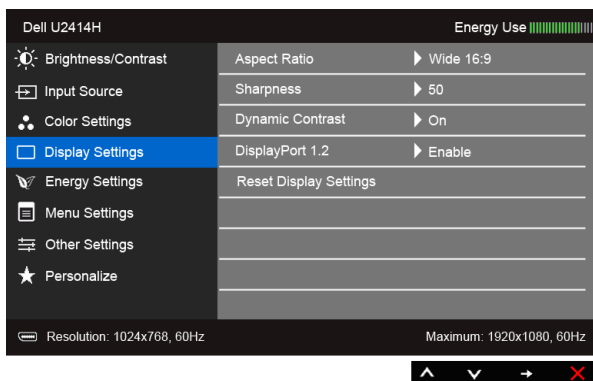 Dell U2414H Energy Use
Brightness/Contrast Aspect Ratio Wide 16:9
Input Source Sharpness 50
Color Settings Dynamic Contrast On
Display Settings DisplayPort 1.2 Enable
Energy Settings Reset Display Settings
Menu Settings
Other Settings
Personalize
Resolution: 1024x768, 60Hz Maximum: 1920x1080, 60Hz